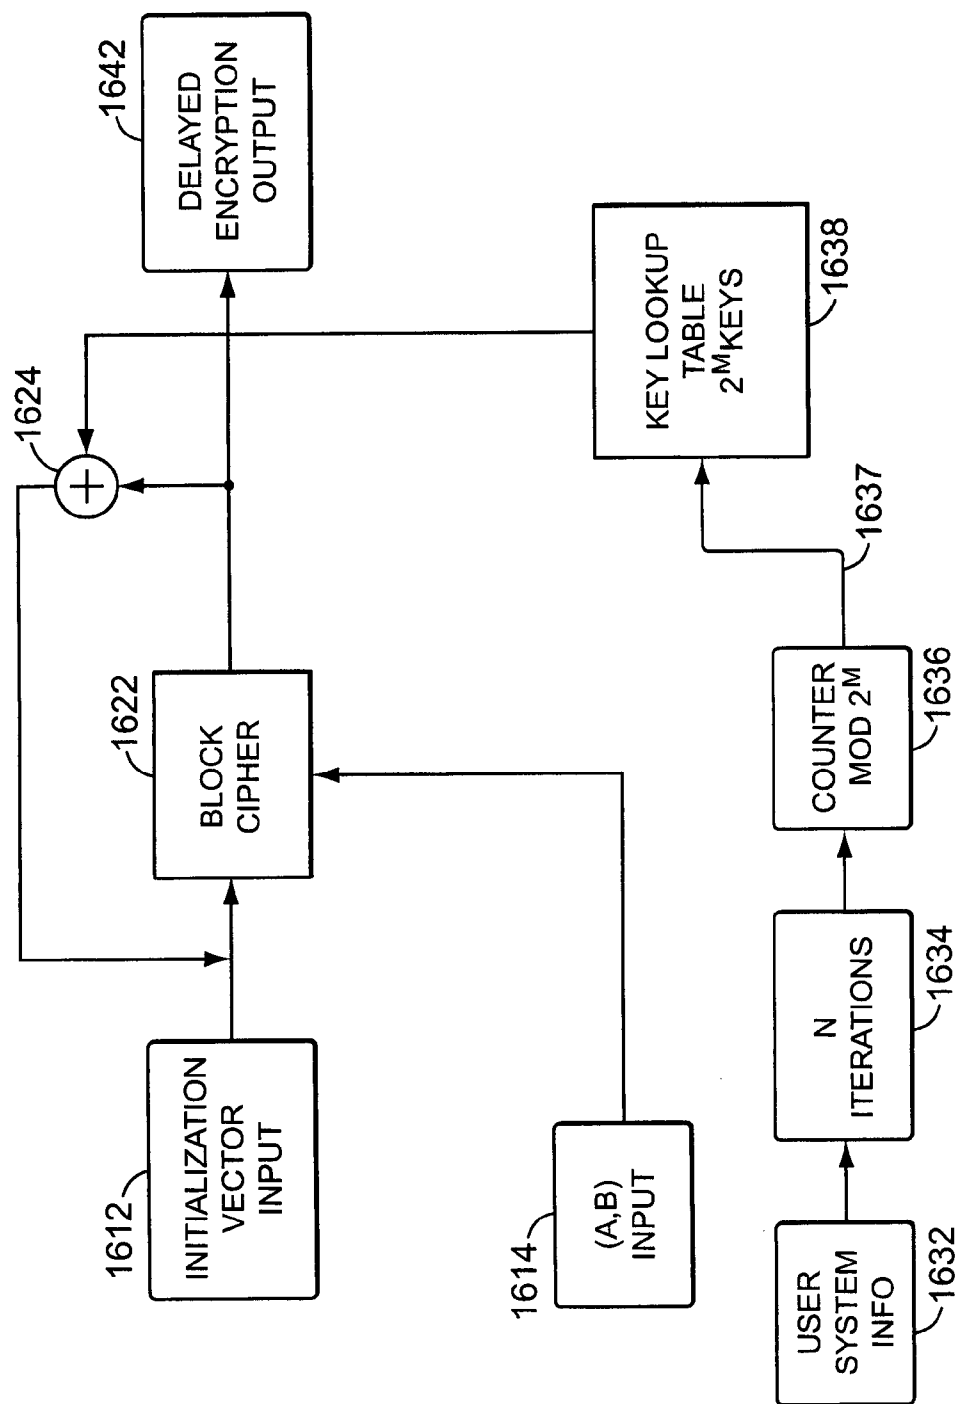 1612
INITIALIZATION
VECTOR
INPUT
1622
BLOCK
CIPHER
1624
+
1642
DELAYED
ENCRYPTION
OUTPUT
1614
(A,B)
INPUT
USER
SYSTEM
INFO
1632
N
ITERATIONS
1634
COUNTER
MOD 2^M
1636
1637
KEY LOOKUP
TABLE
2^M KEYS
1638